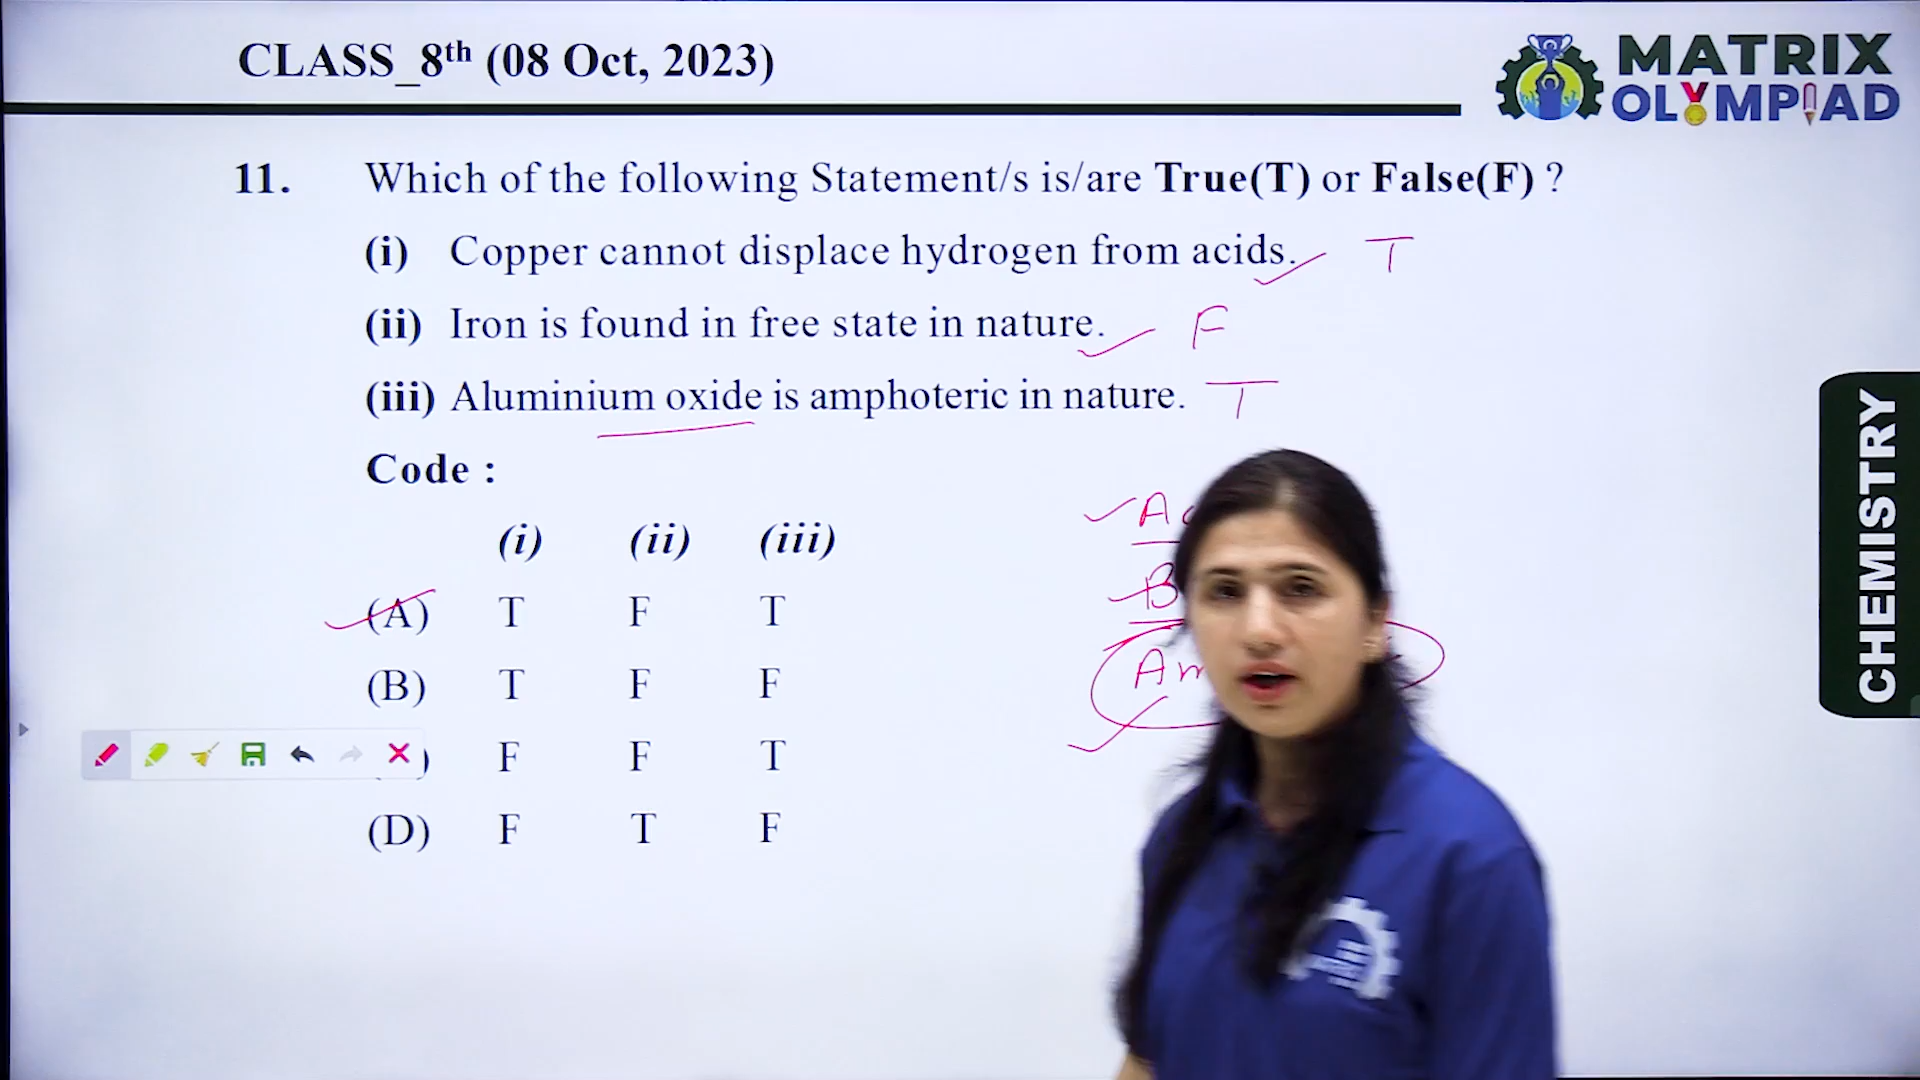 CLASS_8th (08 Oct, 2023)
MATRIX
OLYMPIAD
11. Which of the following Statement/s is/are True(T) or False(F) ?
(i) Copper cannot displace hydrogen from acids. T
(ii) Iron is found in free state in nature. F
(iii) Aluminium oxide is amphoteric in nature. T
Code :
(i) (ii) (iii)
(A) T F T
(B) T F F
) F F T
(D) F T F
CHEMISTRY